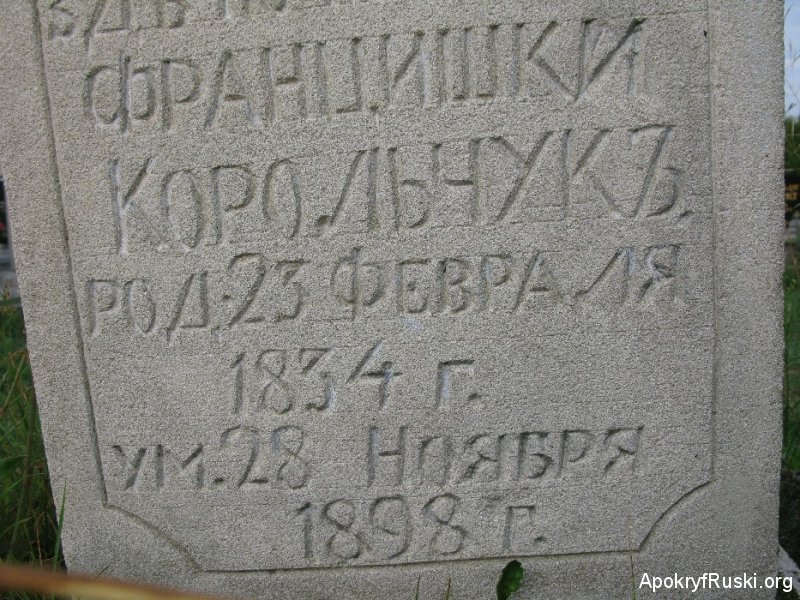 ФРАНЦИШКИ
КОРОЛЬЧУКЪ.
РОД. 23 ФЕВРАЛЯ
1834 г.
УМ. 28 НОЯБРЯ
1898 г.
ApokryfRuski.org